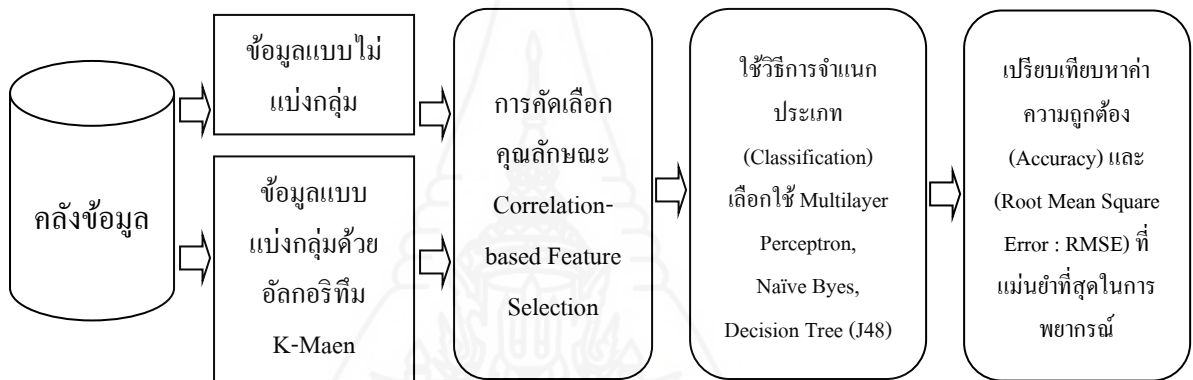 คลังข้อมูล
ข้อมูลแบบไม่
แบ่งกลุ่ม
ข้อมูลแบบ
แบ่งกลุ่มด้วย
อัลกอริทึม
K-Maen
การคัดเลือก
คุณลักษณะ
Correlation-
based Feature
Selection
ใช้วิธีการจำแนก
ประเภท
(Classification)
เลือกใช้ Multilayer
Perceptron,
Naïve Byes,
Decision Tree (J48)
เปรียบเทียบหาค่า
ความถูกต้อง
(Accuracy) และ
(Root Mean Square
Error : RMSE) ที่
แม่นยำที่สุดในการ
พยากรณ์